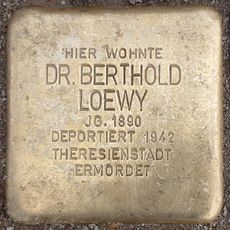 HIER WOHNTE
DR. BERTHOLD
LOEWY
JG. 1890
DEPORTIERT 1942
THERESIENSTADT
ERMORDET